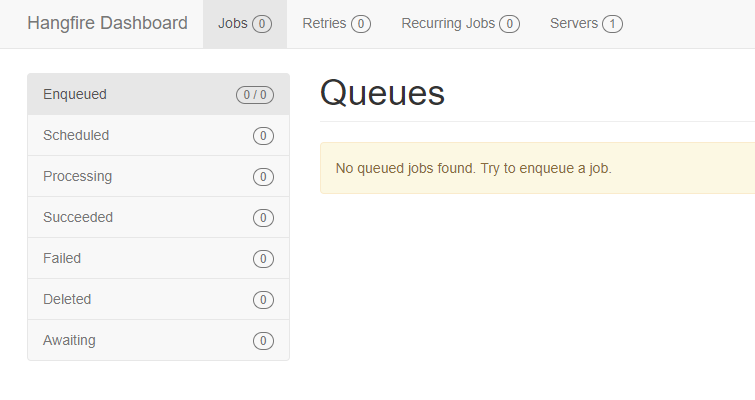 Hangfire Dashboard Jobs 0 Retries 0 Recurring Jobs 0 Servers 1
Enqueued 0 / 0
Scheduled 0
Processing 0
Succeeded 0
Failed 0
Deleted 0
Awaiting 0
Queues
No queued jobs found. Try to enqueue a job.